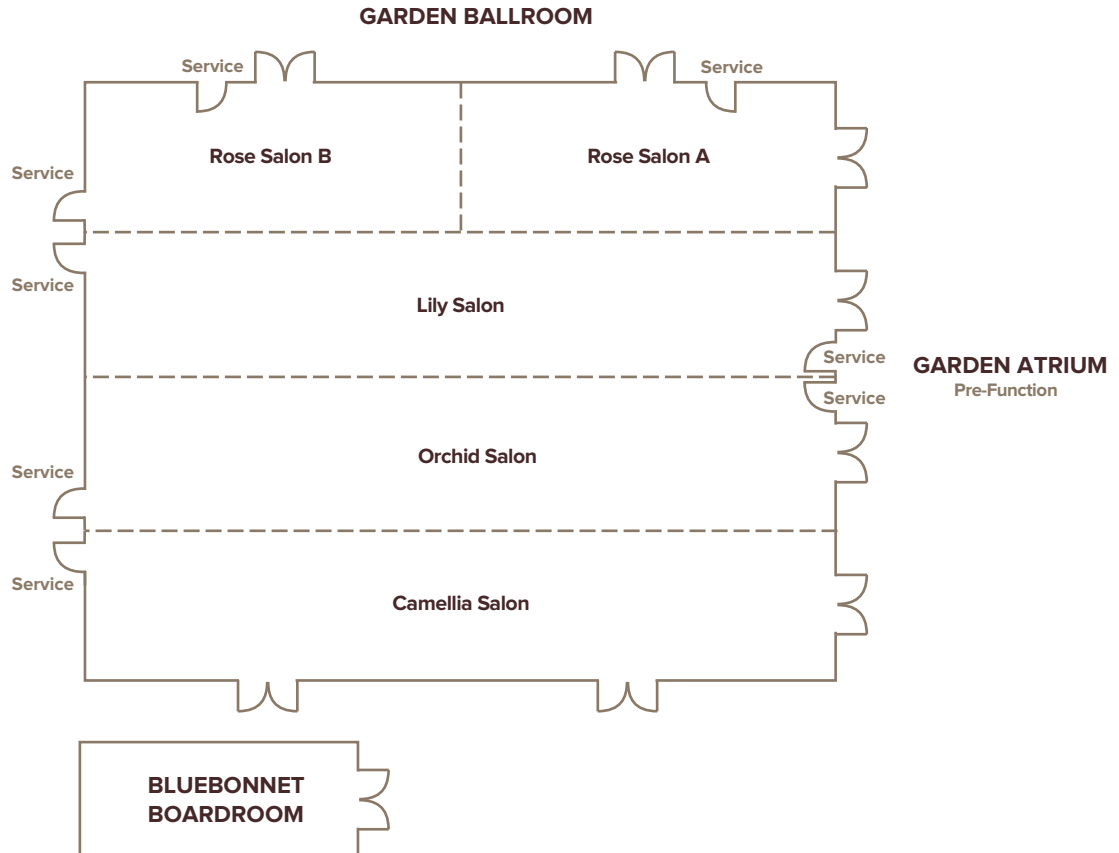 GARDEN BALLROOM
Service
Service
Rose Salon B
Rose Salon A
Service
Service
Lily Salon
Service
GARDEN ATRIUM
Pre-Function
Service
Orchid Salon
Service
Service
Camellia Salon
BLUEBONNET
BOARDROOM